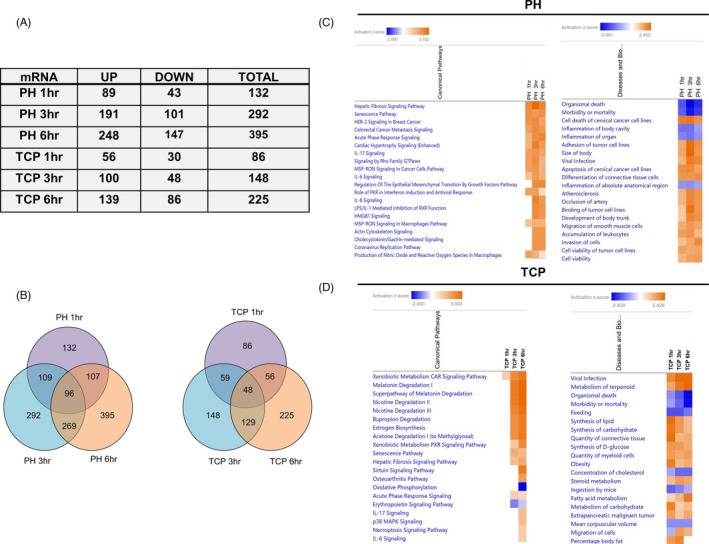 (A)
mRNA UP DOWN TOTAL
PH 1hr 89 43 132
PH 3hr 191 101 292
PH 6hr 248 147 395
TCP 1hr 56 30 86
TCP 3hr 100 48 148
TCP 6hr 139 86 225
(B)
PH 1hr
132
109
107
96
292
395
269
PH 3hr
PH 6hr
TCP 1hr
86
59
56
48
148
225
129
TCP 3hr
TCP 6hr
(C)
PH
Activation z-score
3.162
Canonical Pathways
PH 1hr
PH 3hr
PH 6hr
Hepatic Fibrosis Signaling Pathway
Senescence Pathway
HER-2 Signaling in Breast Cancer
Colorectal Cancer Metastasis Signaling
Acute Phase Response Signaling
Cardiac Hypertrophy Signaling (Enhanced)
IL-17 Signaling
Signaling by Rho Family GTPases
MSP-RON Signaling In Cancer Cells Pathway
IL-6 Signaling
Regulation Of The Epithelial Mesenchymal Transition By Growth Factors Pathway
Role of PKR in Interferon Induction and Antiviral Response
IL-8 Signaling
LPS/IL-1 Mediated Inhibition of RXR Function
HMGB1 Signaling
MSP-RON Signaling in Macrophages Pathway
Actin Cytoskeleton Signaling
Cholecystokinin/Gastrin-mediated Signaling
Coronavirus Replication Pathway
Production of Nitric Oxide and Reactive Oxygen Species in Macrophages
Activation z-score
3.452
Diseases and Bio...
PH 1hr
PH 3hr
PH 6hr
Organismal death
Morbidity or mortality
Cell death of cervical cancer cell lines
Inflammation of body cavity
Inflammation of organ
Adhesion of tumor cell lines
Size of body
Viral Infection
Apoptosis of cervical cancer cell lines
Differentiation of connective tissue cells
Inflammation of absolute anatomical region
Atherosclerosis
Occlusion of artery
Binding of tumor cell lines
Development of body trunk
Migration of smooth muscle cells
Accumulation of leukocytes
Invasion of cells
Cell viability of tumor cell lines
Cell viability
(D)
TCP
Activation z-score
-2.000 3.000
Canonical Pathways
TCP 1hr
TCP 3hr
TCP 6hr
Xenobiotic Metabolism CAR Signaling Pathway
Melatonin Degradation I
Superpathway of Melatonin Degradation
Nicotine Degradation II
Nicotine Degradation III
Bupropion Degradation
Estrogen Biosynthesis
Acetone Degradation I (to Methylglyoxal)
Xenobiotic Metabolism PXR Signaling Pathway
Senescence Pathway
Hepatic Fibrosis Signaling Pathway
Sirtuin Signaling Pathway
Osteoarthritis Pathway
Oxidative Phosphorylation
Acute Phase Response Signaling
Erythropoietin Signaling Pathway
IL-17 Signaling
p38 MAPK Signaling
Necroptosis Signaling Pathway
IL-6 Signaling
Activation z-score
2.420
Diseases and Bio...
TCP 1hr
TCP 3hr
TCP 6hr
Viral Infection
Metabolism of terpenoid
Organismal death
Morbidity or mortality
Feeding
Synthesis of lipid
Synthesis of carbohydrate
Quantity of connective tissue
Synthesis of D-glucose
Quantity of myeloid cells
Obesity
Concentration of cholesterol
Steroid metabolism
Ingestion by mice
Fatty acid metabolism
Metabolism of carbohydrate
Extrapancreatic malignant tumor
Mean corpuscular volume
Migration of cells
Percentage body fat